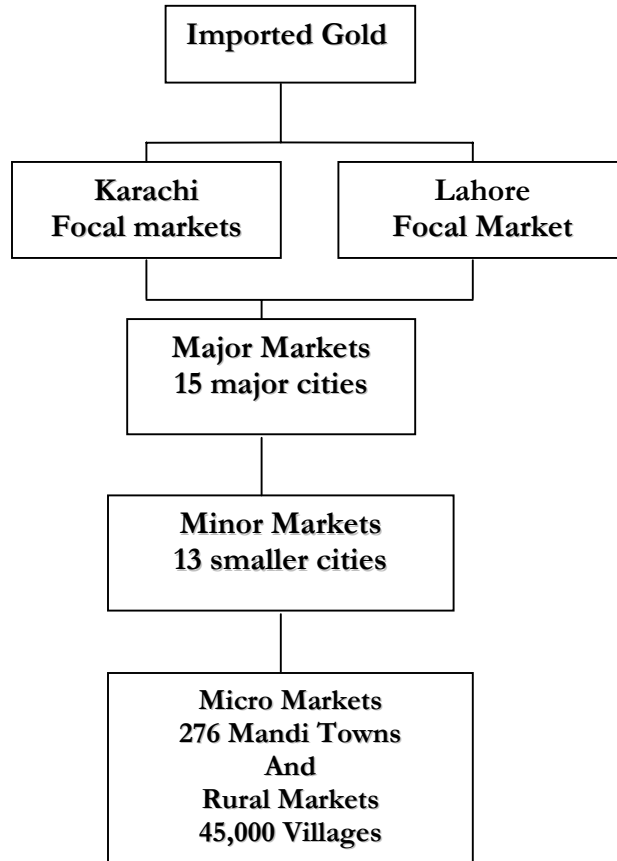 Imported Gold
Karachi
Focal markets
Lahore
Focal Market
Major Markets
15 major cities
Minor Markets
13 smaller cities
Micro Markets
276 Mandi Towns
And
Rural Markets
45,000 Villages